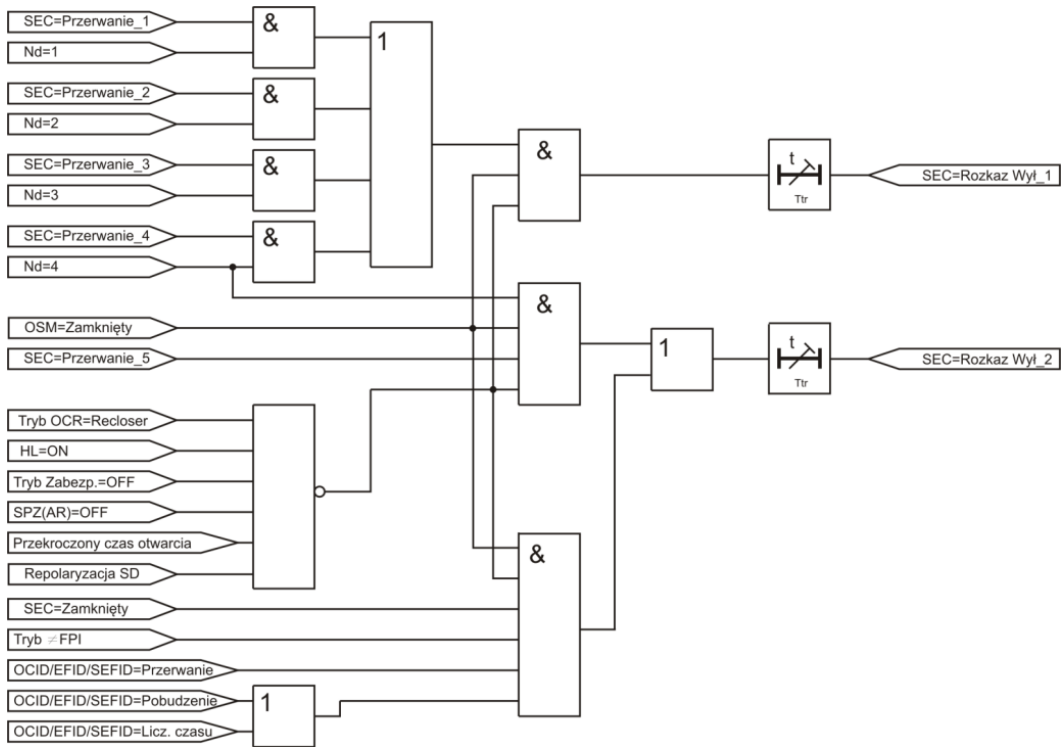 SEC=Przerwanie_1
&
1
Nd=1
SEC=Przerwanie_2
&
Nd=2
&
t
Ttr
SEC=Rozkaz Wył_1
SEC=Przerwanie_3
&
Nd=3
SEC=Przerwanie_4
&
Nd=4
&
OSM=Zamknięty
1
t
Ttr
SEC=Rozkaz Wył_2
SEC=Przerwanie_5
Tryb OCR=Recloser
HL=ON
Tryb Zabezp.=OFF
SPZ(AR)=OFF
Przekroczony czas otwarcia
&
Repolaryzacja SD
SEC=Zamknięty
Tryb ≠FPI
OCID/EFID/SEFID=Przerwanie
OCID/EFID/SEFID=Pobudzenie
1
OCID/EFID/SEFID=Licz. czasu